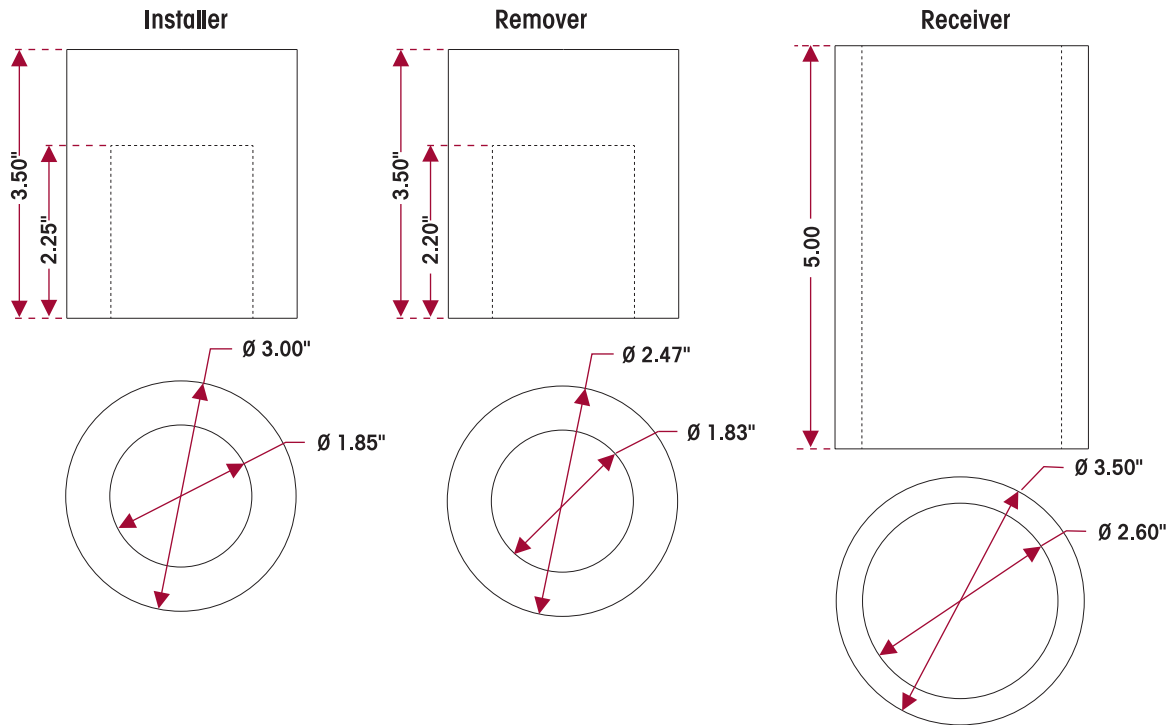 Installer
3.50"
2.25"
Ø 3.00"
Ø 1.85"
Remover
3.50"
2.20"
Ø 2.47"
Ø 1.83"
Receiver
5.00
Ø 3.50"
Ø 2.60"